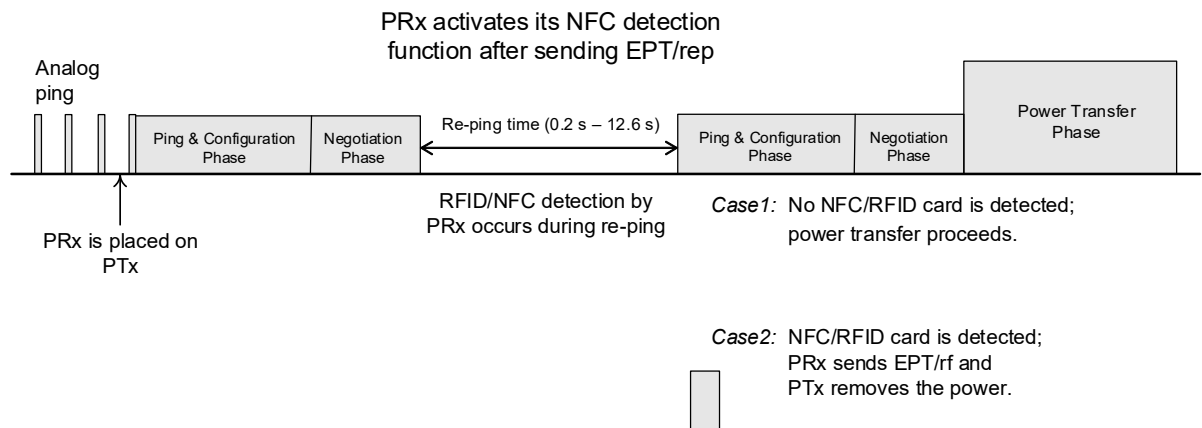 PRx activates its NFC detection
function after sending EPT/rep
Analog
ping
Ping & Configuration
Phase
Negotiation
Phase
Re-ping time (0.2 s – 12.6 s)
Ping & Configuration
Phase
Negotiation
Phase
Power Transfer
Phase
PRx is placed on
PTx
RFID/NFC detection by
PRx occurs during re-ping
Case1: No NFC/RFID card is detected;
power transfer proceeds.
Case2: NFC/RFID card is detected;
PRx sends EPT/rf and
PTx removes the power.